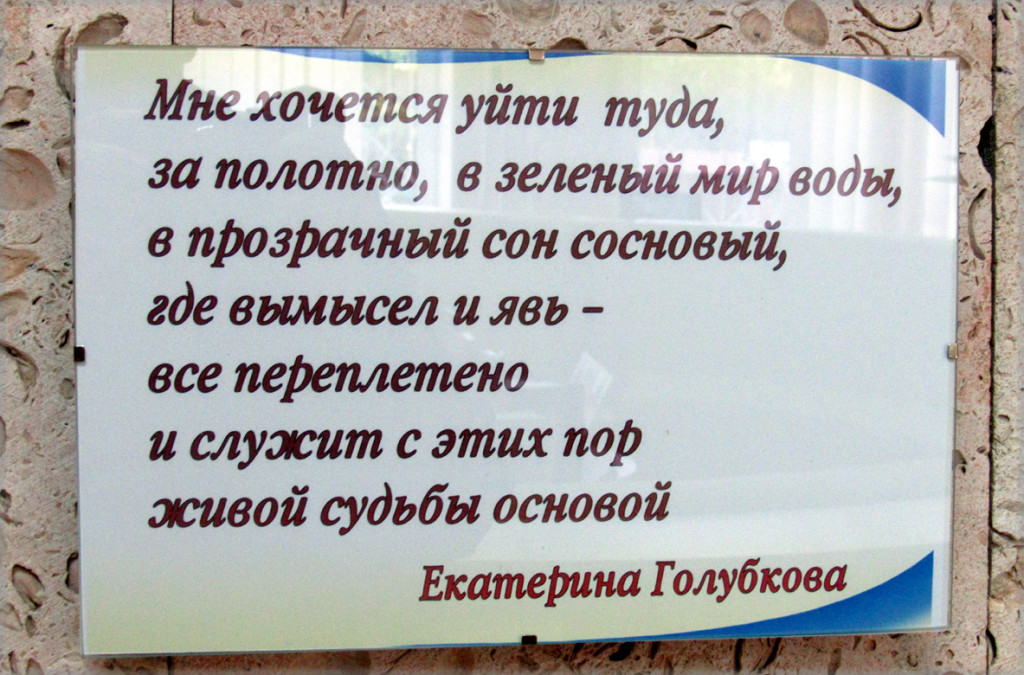 Мне хочется уйти туда,
за полотно, в зеленый мир воды,
в прозрачный сон сосновый,
где вымысел и явь –
все переплетено
и служит с этих пор
живой судьбы основой
Екатерина Голубкова